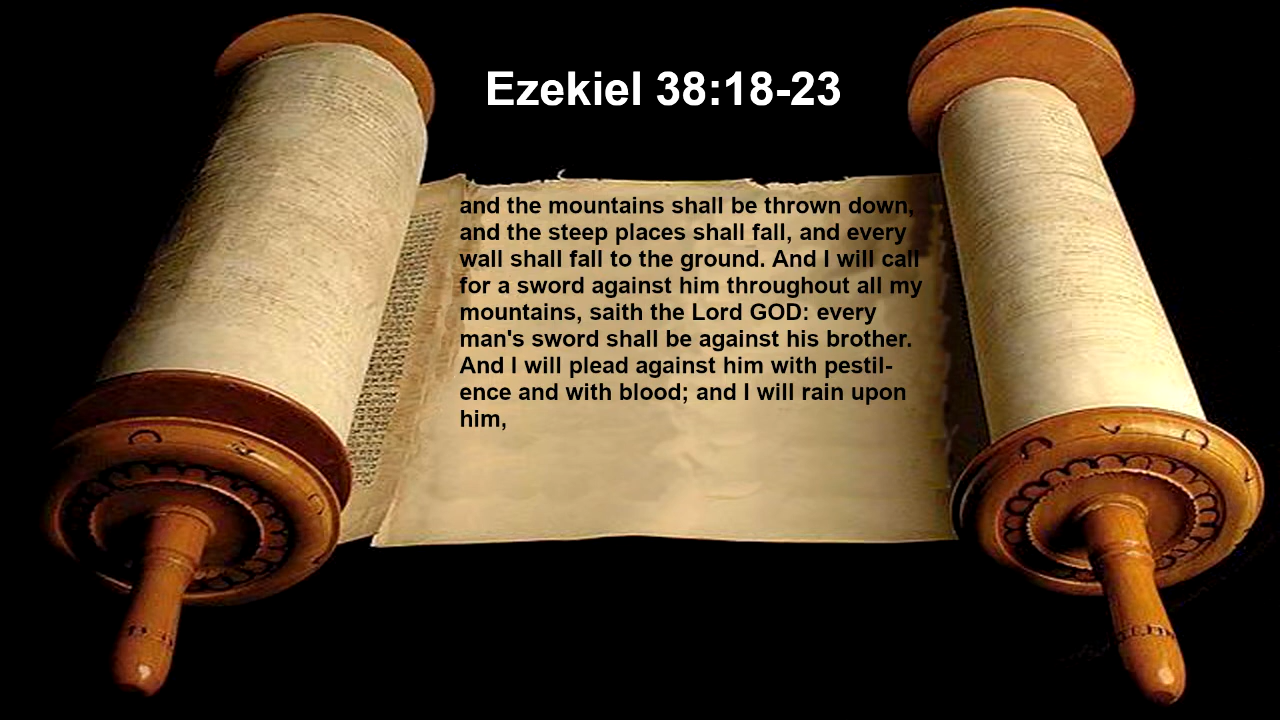 Ezekiel 38:18-23
and the mountains shall be thrown down,
and the steep places shall fall, and every
wall shall fall to the ground. And I will call
for a sword against him throughout all my
mountains, saith the Lord GOD: every
man's sword shall be against his brother.
And I will plead against him with pestil-
ence and with blood; and I will rain upon
him,